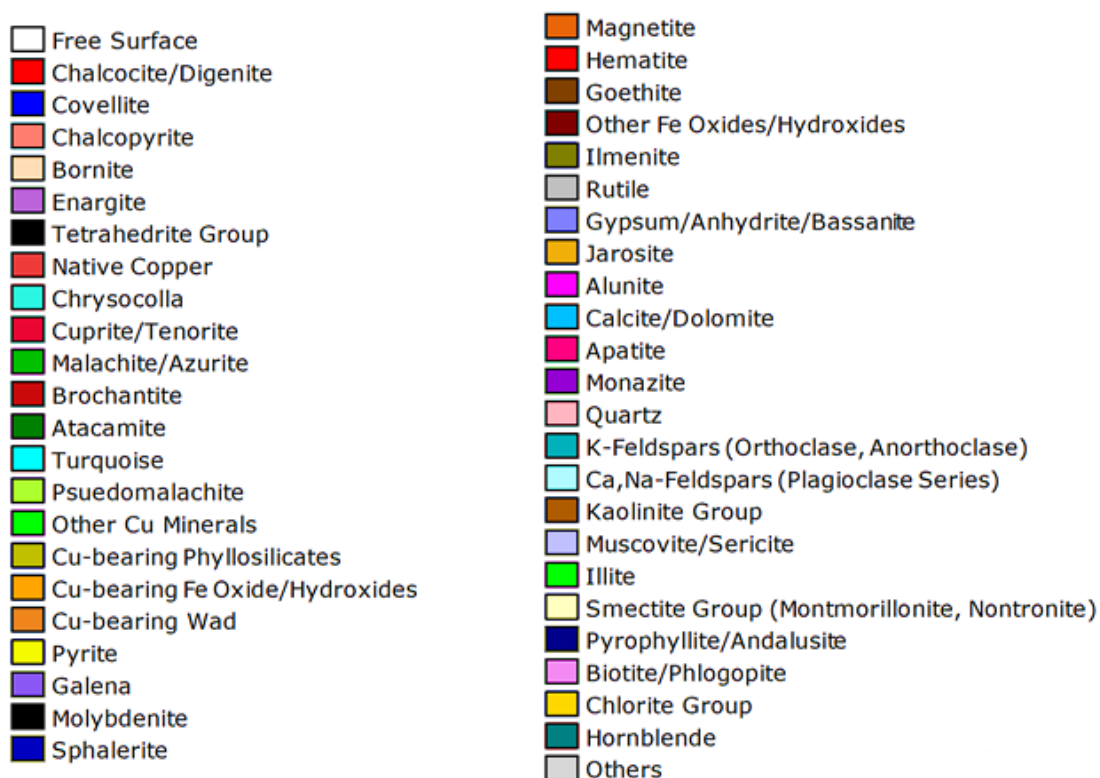 Free Surface
Chalcocite/Digenite
Covellite
Chalcopyrite
Bornite
Enargite
Tetrahedrite Group
Native Copper
Chrysocolla
Cuprite/Tenorite
Malachite/Azurite
Brochantite
Atacamite
Turquoise
Psuedomalachite
Other Cu Minerals
Cu-bearing Phyllosilicates
Cu-bearing Fe Oxide/Hydroxides
Cu-bearing Wad
Pyrite
Galena
Molybdenite
Sphalerite
Magnetite
Hematite
Goethite
Other Fe Oxides/Hydroxides
Ilmenite
Rutile
Gypsum/Anhydrite/Bassanite
Jarosite
Alunite
Calcite/Dolomite
Apatite
Monazite
Quartz
K-Feldspars (Orthoclase, Anorthoclase)
Ca,Na-Feldspars (Plagioclase Series)
Kaolinite Group
Muscovite/Sericite
Illite
Smectite Group (Montmorillonite, Nontronite)
Pyrophyllite/Andalusite
Biotite/Phlogopite
Chlorite Group
Hornblende
Others